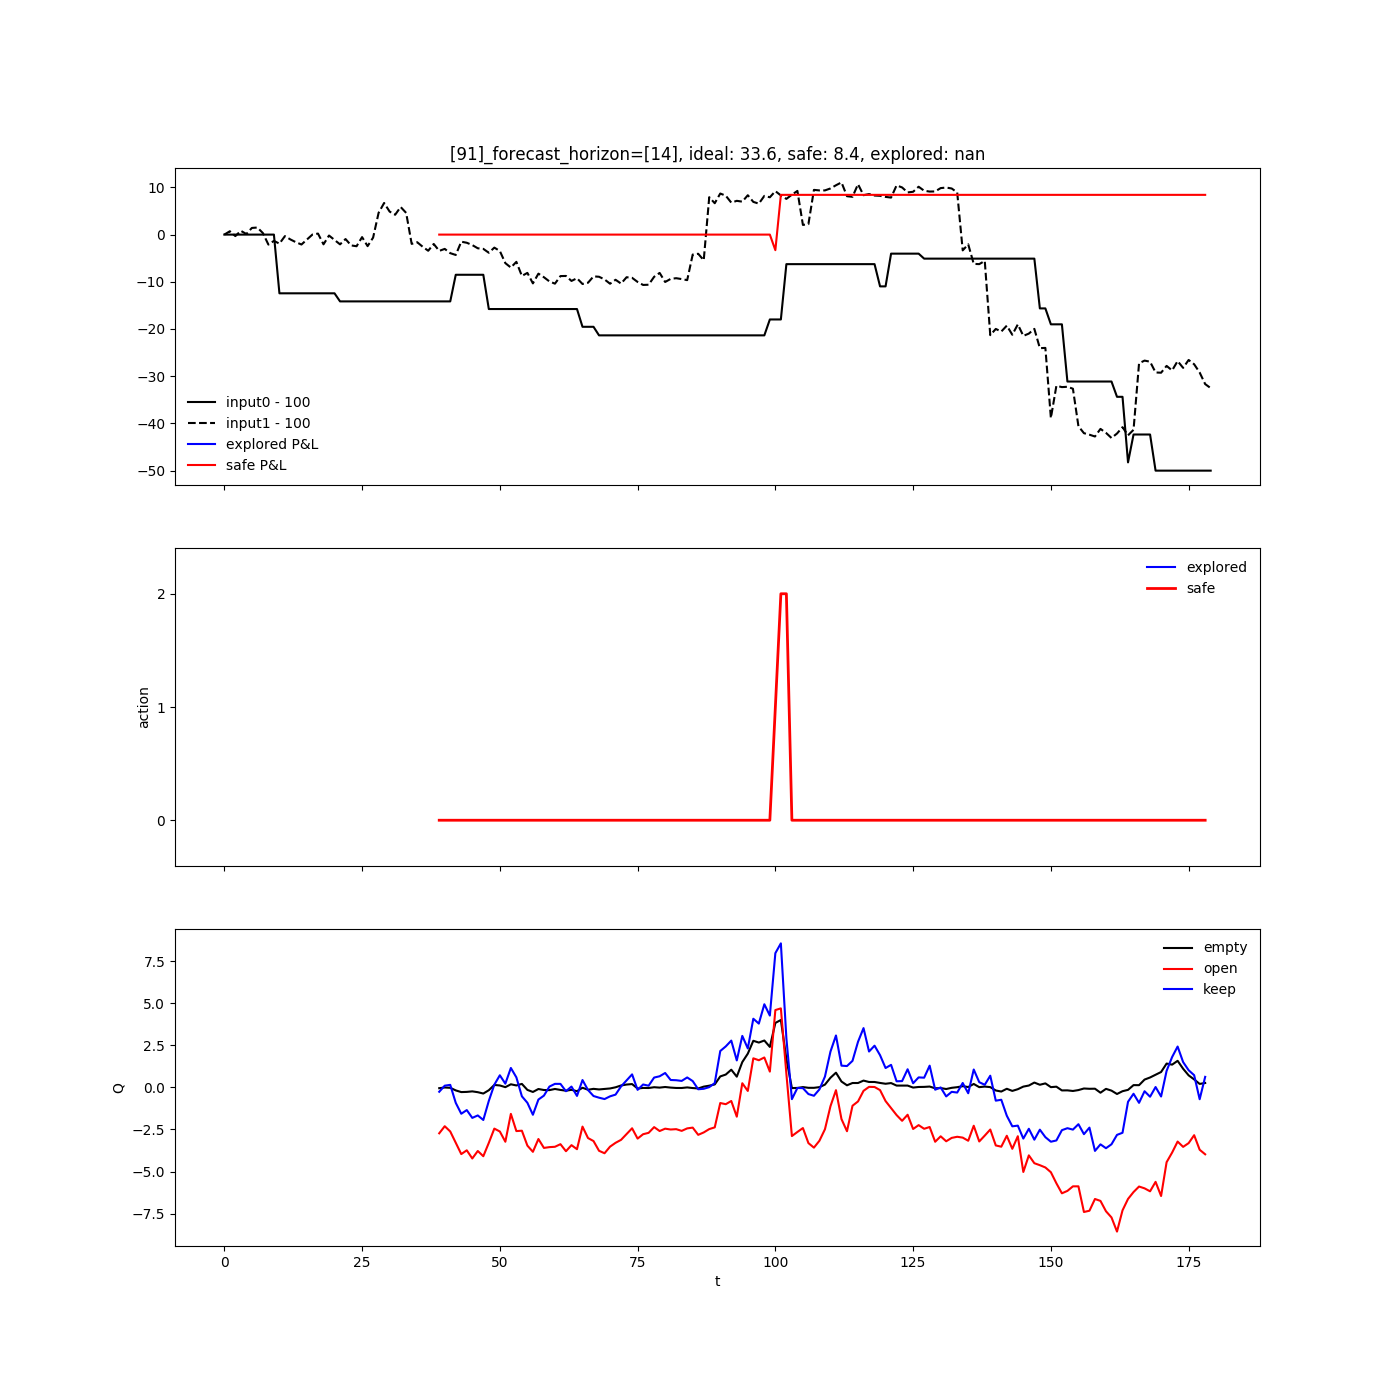 [91]_forecast_horizon=[14], ideal: 33.6, safe: 8.4, explored: nan
10
0
−10
−20
−30
−40
−50
input0 - 100
input1 - 100
explored P&L
safe P&L
action
2
1
0
explored
safe
Q
7.5
5.0
2.5
0.0
−2.5
−5.0
−7.5
empty
open
keep
0 25 50 75 100 125 150 175
t